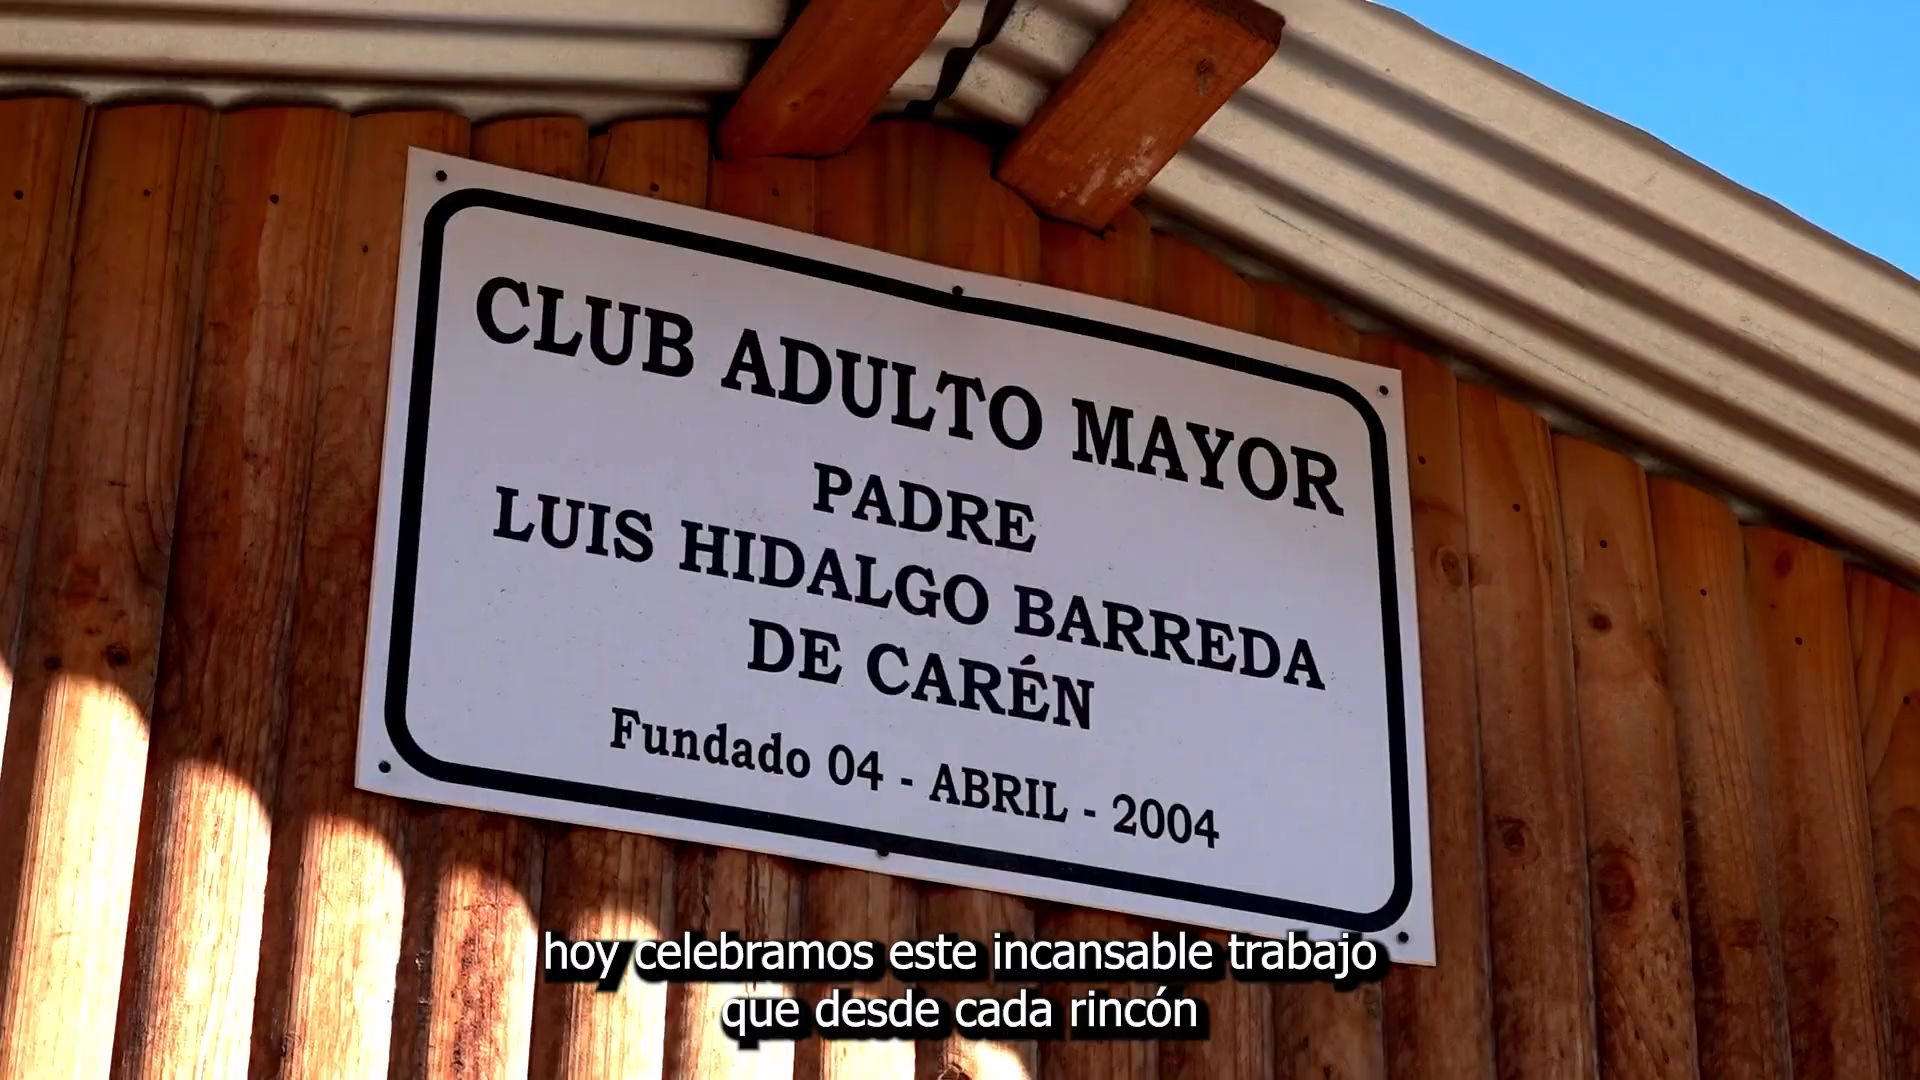 CLUB ADULTO MAYOR
PADRE
LUIS HIDALGO BARREDA
DE CARÉN
Fundado 04 - ABRIL - 2004
hoy celebramos este incansable trabajo
que desde cada rincón